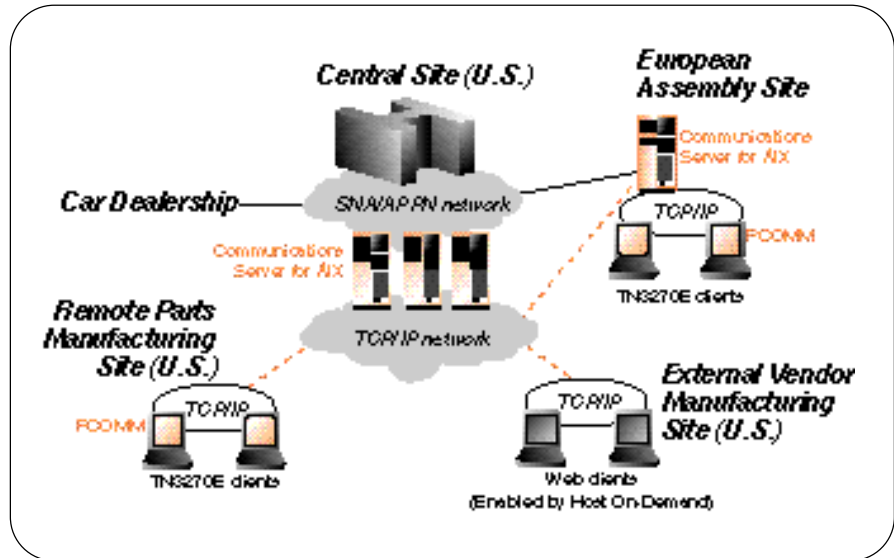 Central Site (U.S.)
European
Assembly Site
Communications
Server for AIX
Car Dealership
SNA/APPN network
TCP/IP
PCOMM
Communications
Server for AIX
TN3270E clients
Remote Parts
Manufacturing
Site (U.S.)
TCP/IP network
External Vendor
Manufacturing
Site (U.S.)
TCP/IP
PCOMM
TN3270E clients
TCP/IP
Web clients
(Enabled by Host On-Demand)